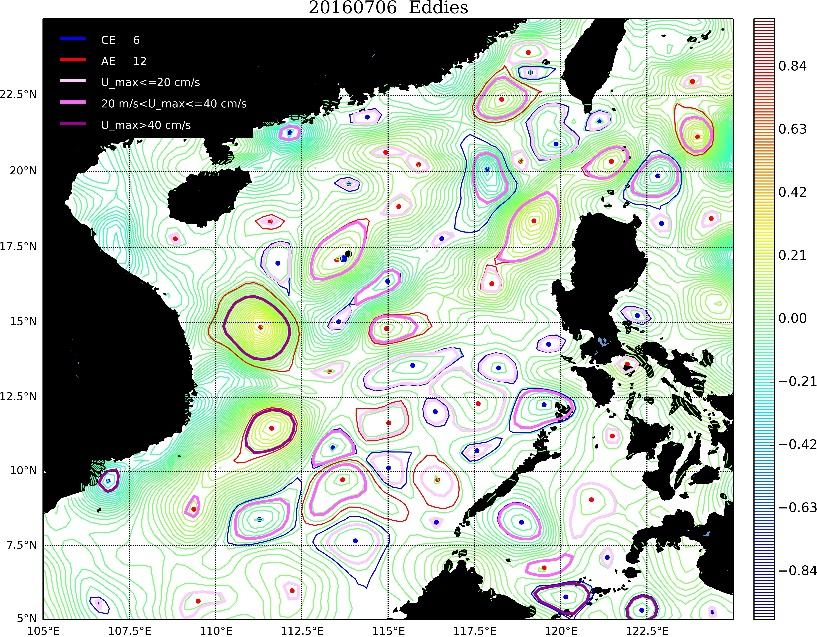 20160706 Eddies
CE 6
AE 12
U_max<=20 cm/s
20 m/s<U_max<=40 cm/s
U_max>40 cm/s
22.5°N
20°N
17.5°N
15°N
12.5°N
10°N
7.5°N
5°N
105°E 107.5°E 110°E 112.5°E 115°E 117.5°E 120°E 122.5°E
0.84
0.63
0.42
0.21
0.00
−0.21
−0.42
−0.63
−0.84